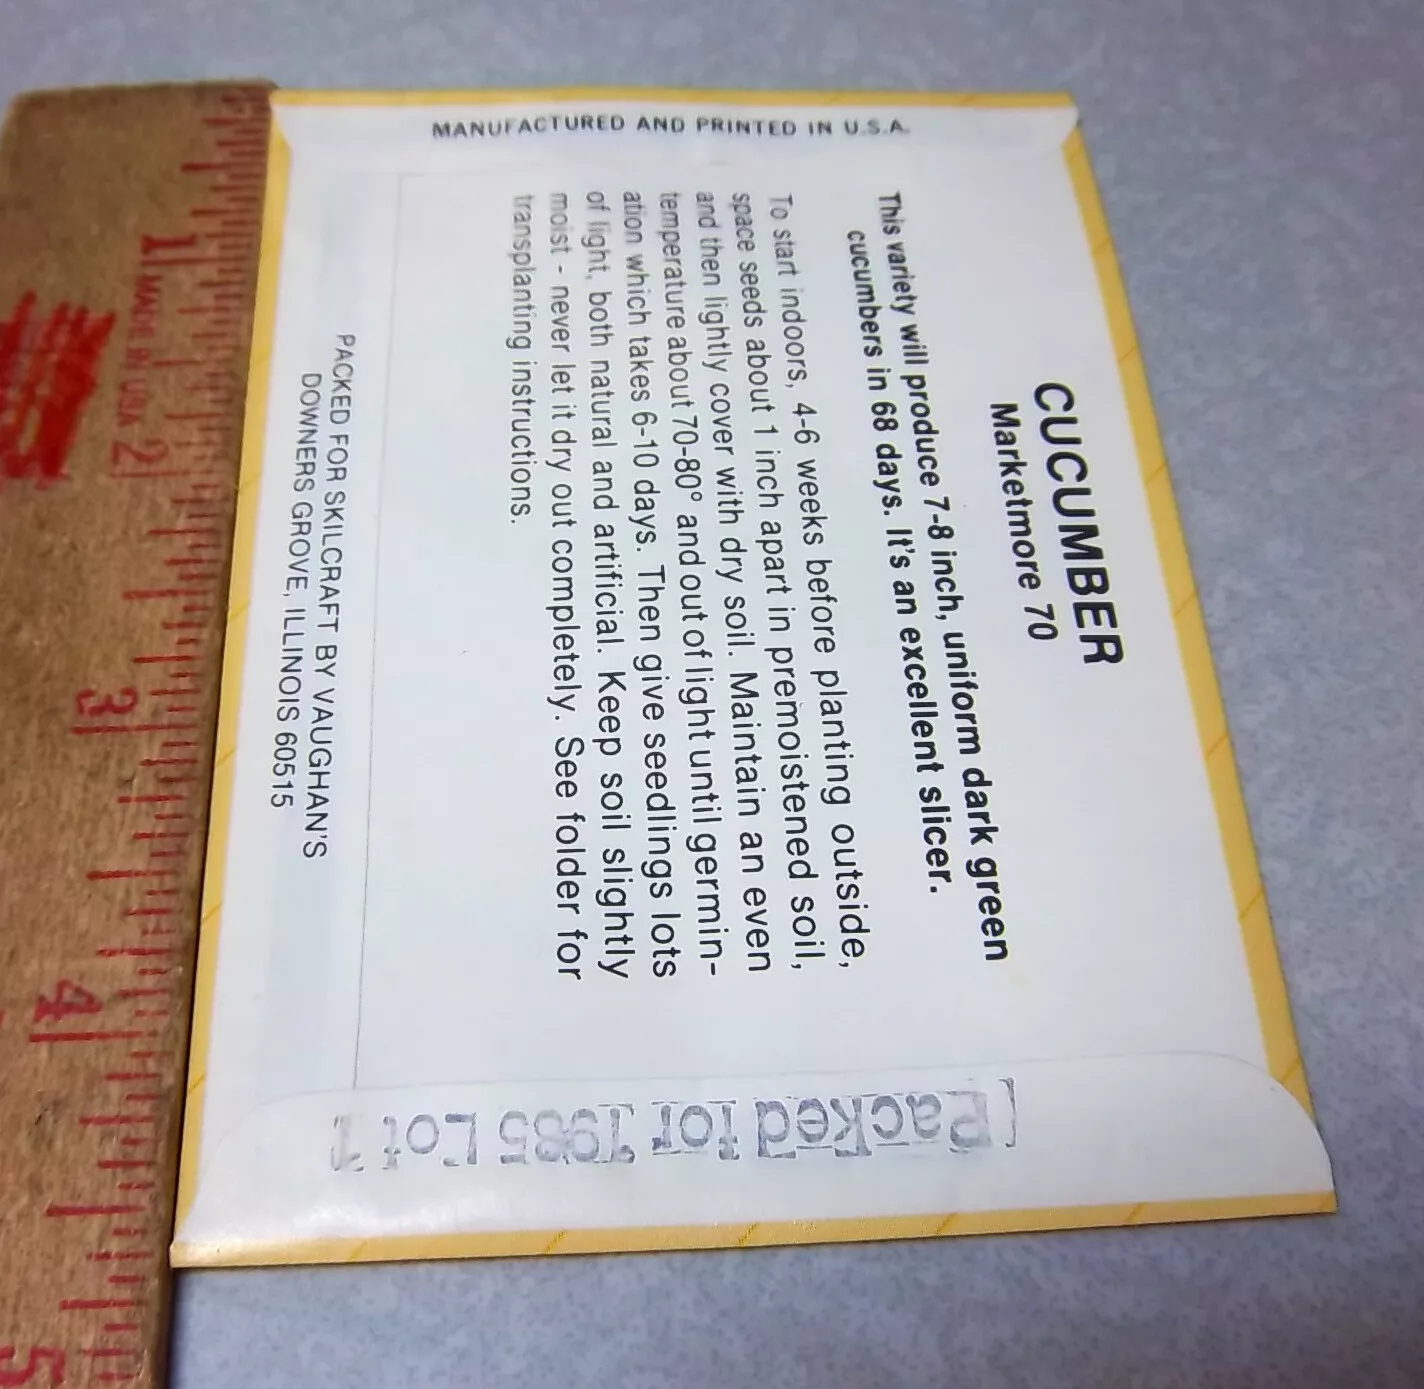 MANUFACTURED AND PRINTED IN U.S.A.
CUCUMBER
Marketmore 70
This variety will produce 7-8 inch, uniform dark green
cucumbers in 68 days. It's an excellent slicer.
To start indoors, 4-6 weeks before planting outside,
space seeds about 1 inch apart in premoistened soil,
and then lightly cover with dry soil. Maintain an even
temperature about 70-80° and out of light until germin-
ation which takes 6-10 days. Then give seedlings lots
of light, both natural and artificial. Keep soil slightly
moist - never let it dry out completely. See folder for
transplanting instructions.
PACKED FOR SKILCRAFT BY VAUGHAN'S
DOWNERS GROVE, ILLINOIS 60515
Packed for 1985 Lot
1 MADE IN USA 2 3 4 5